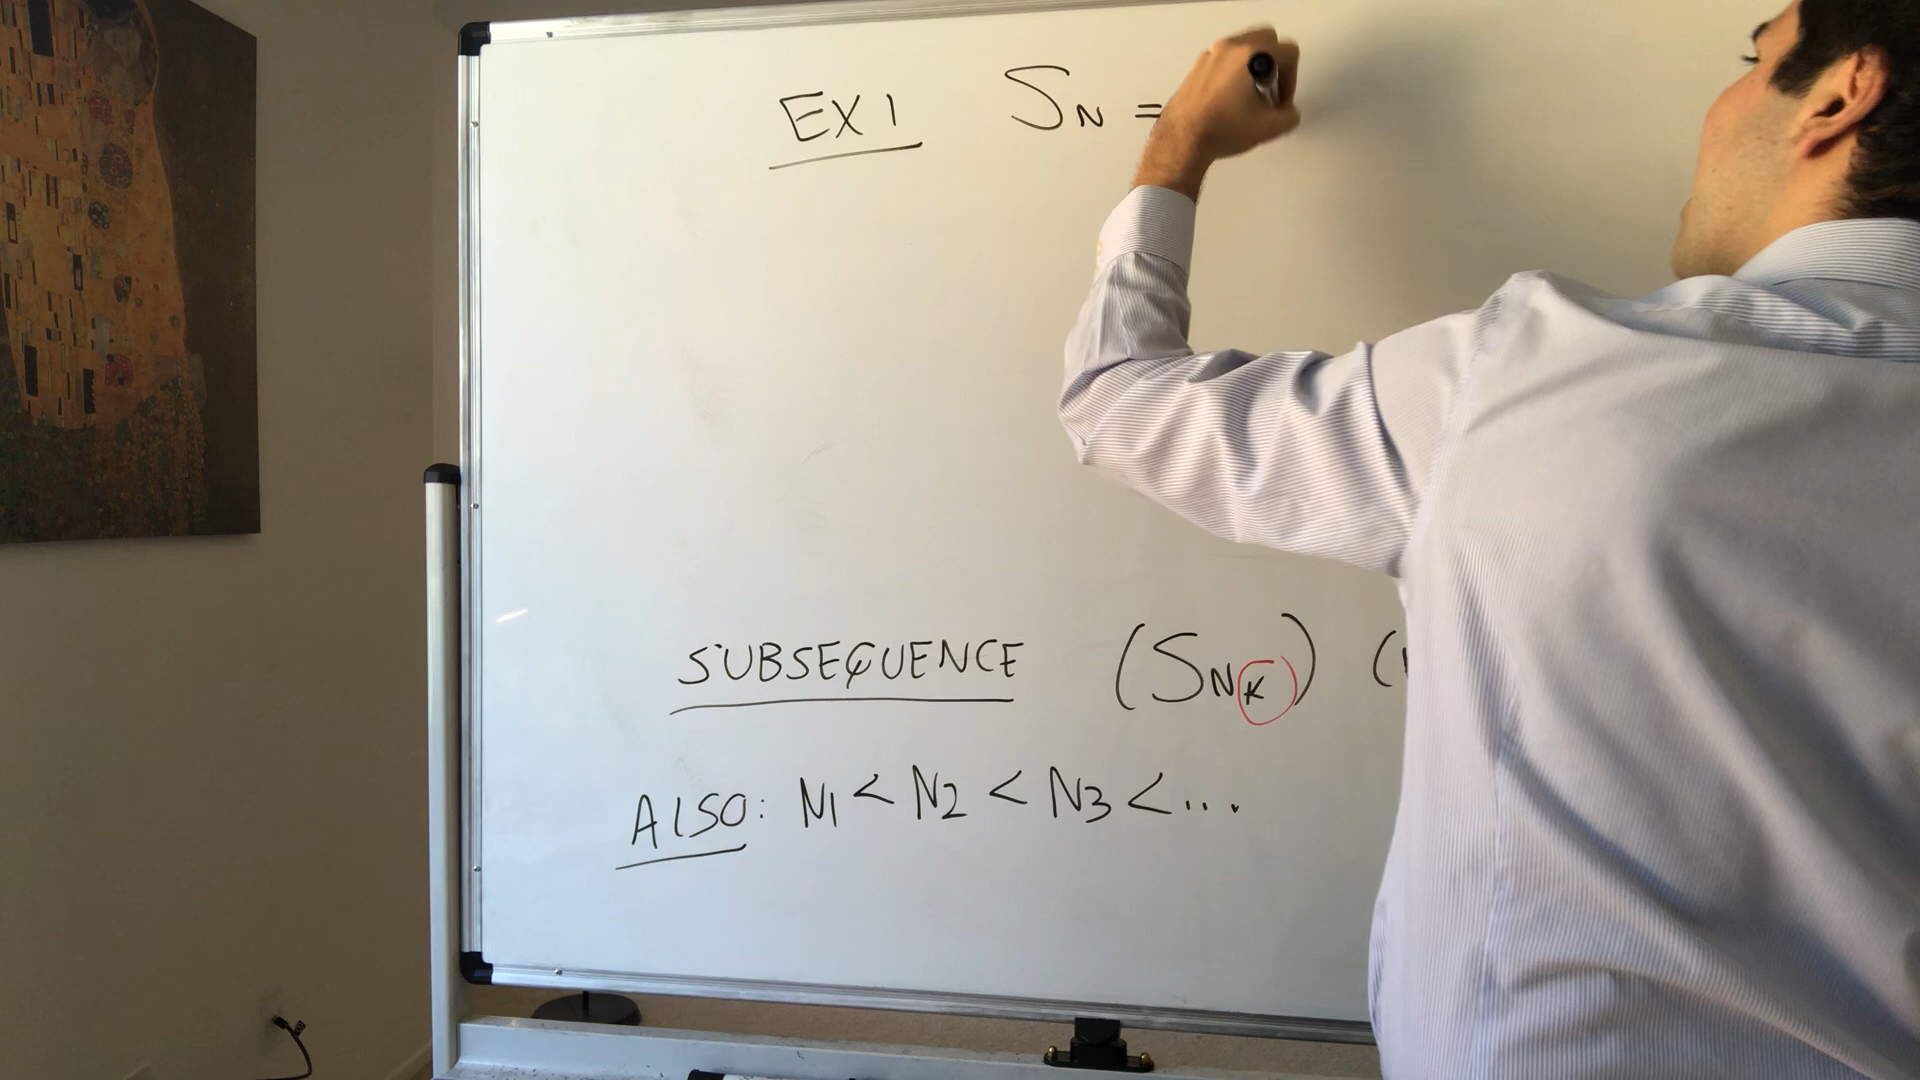 EX 1 SN =
SUBSEQUENCE (SNK) (
ALSO: N1 < N2 < N3 < ...